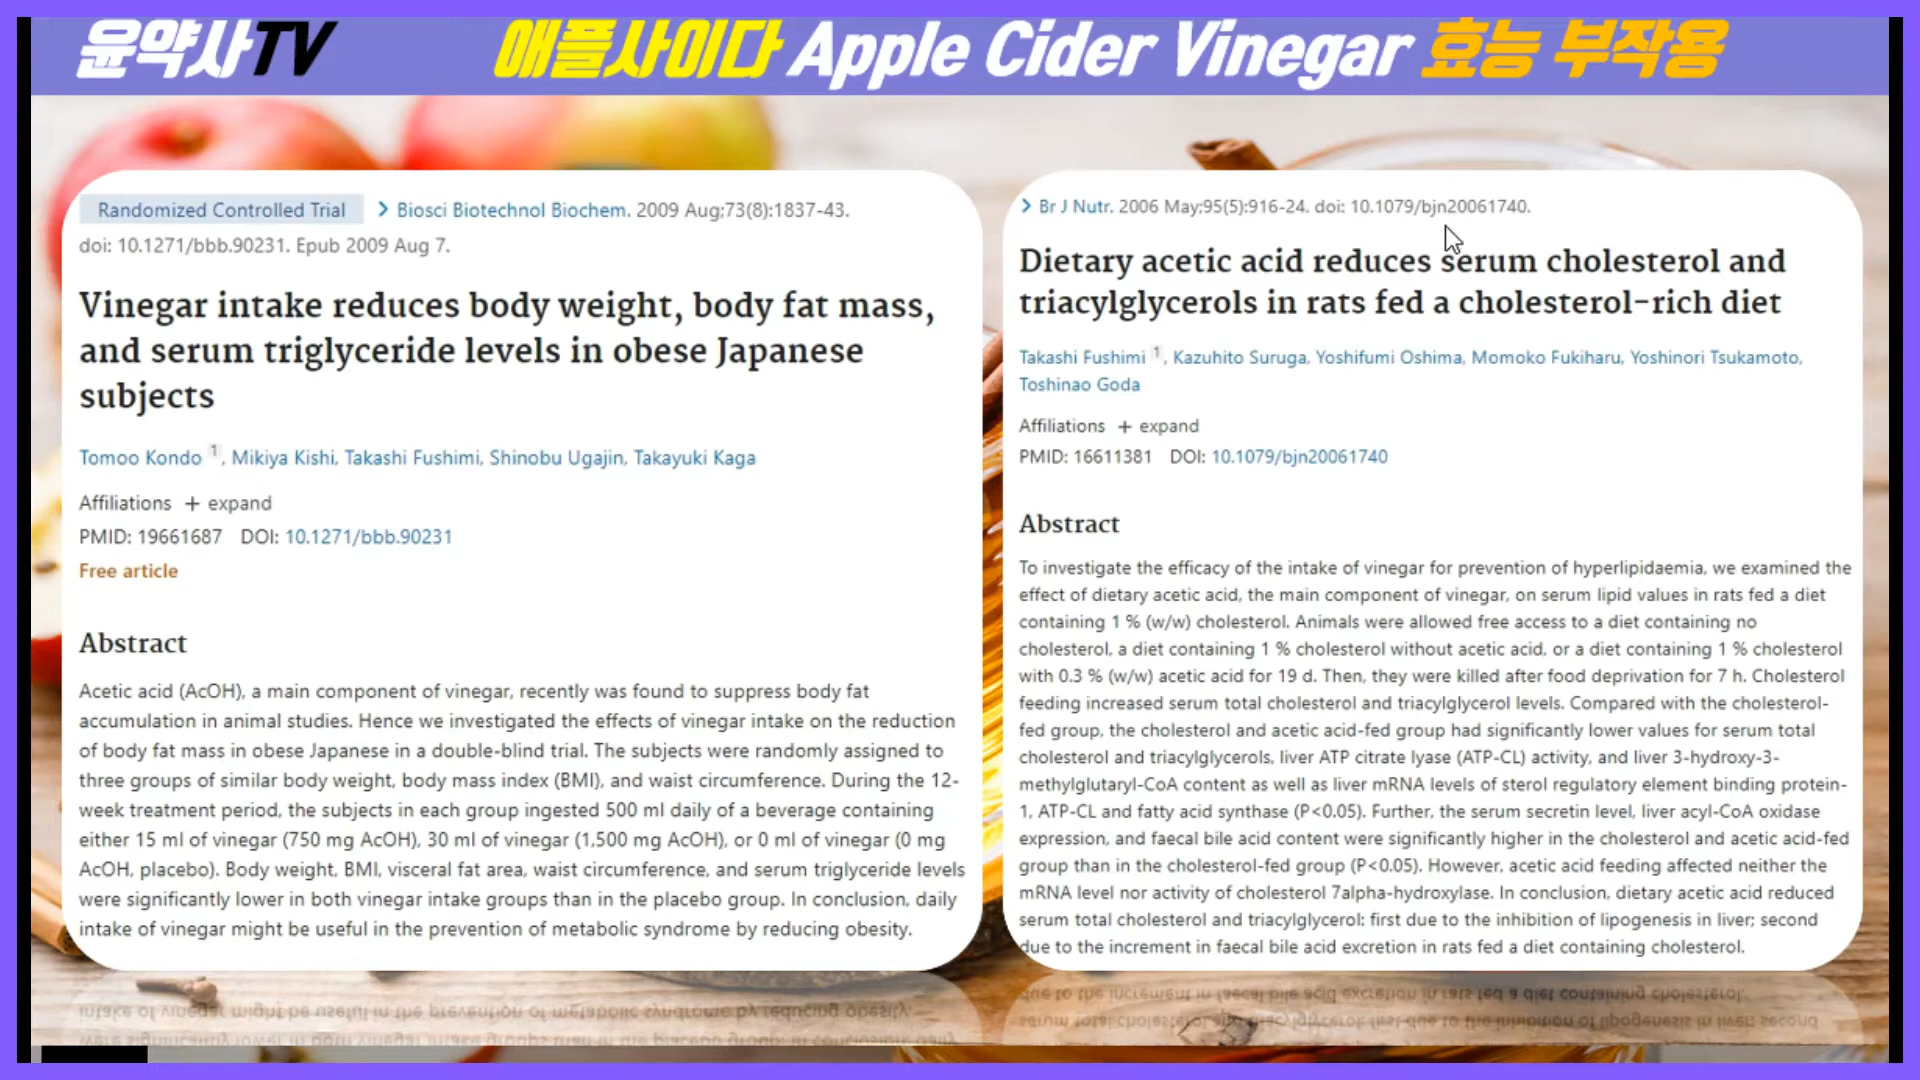 윤약사TV
애플사이다 Apple Cider Vinegar 효능 부작용
Randomized Controlled Trial > Biosci Biotechnol Biochem. 2009 Aug;73(8):1837-43.
doi: 10.1271/bbb.90231. Epub 2009 Aug 7.
Vinegar intake reduces body weight, body fat mass,
and serum triglyceride levels in obese Japanese
subjects
Tomoo Kondo 1, Mikiya Kishi, Takashi Fushimi, Shinobu Ugajin, Takayuki Kaga
Affiliations + expand
PMID: 19661687 DOI: 10.1271/bbb.90231
Free article
Abstract
Acetic acid (AcOH), a main component of vinegar, recently was found to suppress body fat
accumulation in animal studies. Hence we investigated the effects of vinegar intake on the reduction
of body fat mass in obese Japanese in a double-blind trial. The subjects were randomly assigned to
three groups of similar body weight, body mass index (BMI), and waist circumference. During the 12-
week treatment period, the subjects in each group ingested 500 ml daily of a beverage containing
either 15 ml of vinegar (750 mg AcOH), 30 ml of vinegar (1,500 mg AcOH), or 0 ml of vinegar (0 mg
AcOH, placebo). Body weight, BMI, visceral fat area, waist circumference, and serum triglyceride levels
were significantly lower in both vinegar intake groups than in the placebo group. In conclusion, daily
intake of vinegar might be useful in the prevention of metabolic syndrome by reducing obesity.
> Br J Nutr. 2006 May;95(5):916-24. doi: 10.1079/bjn20061740.
Dietary acetic acid reduces serum cholesterol and
triacylglycerols in rats fed a cholesterol-rich diet
Takashi Fushimi 1, Kazuhito Suruga, Yoshifumi Oshima, Momoko Fukiharu, Yoshinori Tsukamoto,
Toshinao Goda
Affiliations + expand
PMID: 16611381 DOI: 10.1079/bjn20061740
Abstract
To investigate the efficacy of the intake of vinegar for prevention of hyperlipidaemia, we examined the
effect of dietary acetic acid, the main component of vinegar, on serum lipid values in rats fed a diet
containing 1 % (w/w) cholesterol. Animals were allowed free access to a diet containing no
cholesterol, a diet containing 1 % cholesterol without acetic acid, or a diet containing 1 % cholesterol
with 0.3 % (w/w) acetic acid for 19 d. Then, they were killed after food deprivation for 7 h. Cholesterol
feeding increased serum total cholesterol and triacylglycerol levels. Compared with the cholesterol-
fed group, the cholesterol and acetic acid-fed group had significantly lower values for serum total
cholesterol and triacylglycerols, liver ATP citrate lyase (ATP-CL) activity, and liver 3-hydroxy-3-
methylglutaryl-CoA content as well as liver mRNA levels of sterol regulatory element binding protein-
1, ATP-CL and fatty acid synthase (P<0.05). Further, the serum secretin level, liver acyl-CoA oxidase
expression, and faecal bile acid content were significantly higher in the cholesterol and acetic acid-fed
group than in the cholesterol-fed group (P<0.05). However, acetic acid feeding affected neither the
mRNA level nor activity of cholesterol 7alpha-hydroxylase. In conclusion, dietary acetic acid reduced
serum total cholesterol and triacylglycerol: first due to the inhibition of lipogenesis in liver; second
due to the increment in faecal bile acid excretion in rats fed a diet containing cholesterol.